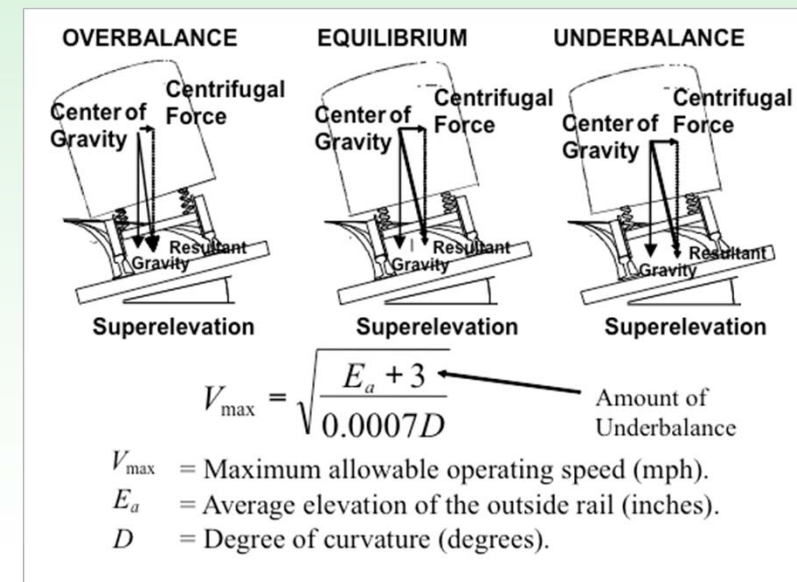 OVERBALANCE EQUILIBRIUM UNDERBALANCE
Center of Gravity Centrifugal Force
Resultant
Gravity
Superelevation
Center of Gravity Centrifugal Force
Resultant
Gravity
Superelevation
Center of Gravity Centrifugal Force
Resultant
Gravity
Superelevation
V_max = √((E_a + 3) / (0.0007D))
Amount of
Underbalance
V_max = Maximum allowable operating speed (mph).
E_a = Average elevation of the outside rail (inches).
D = Degree of curvature (degrees).